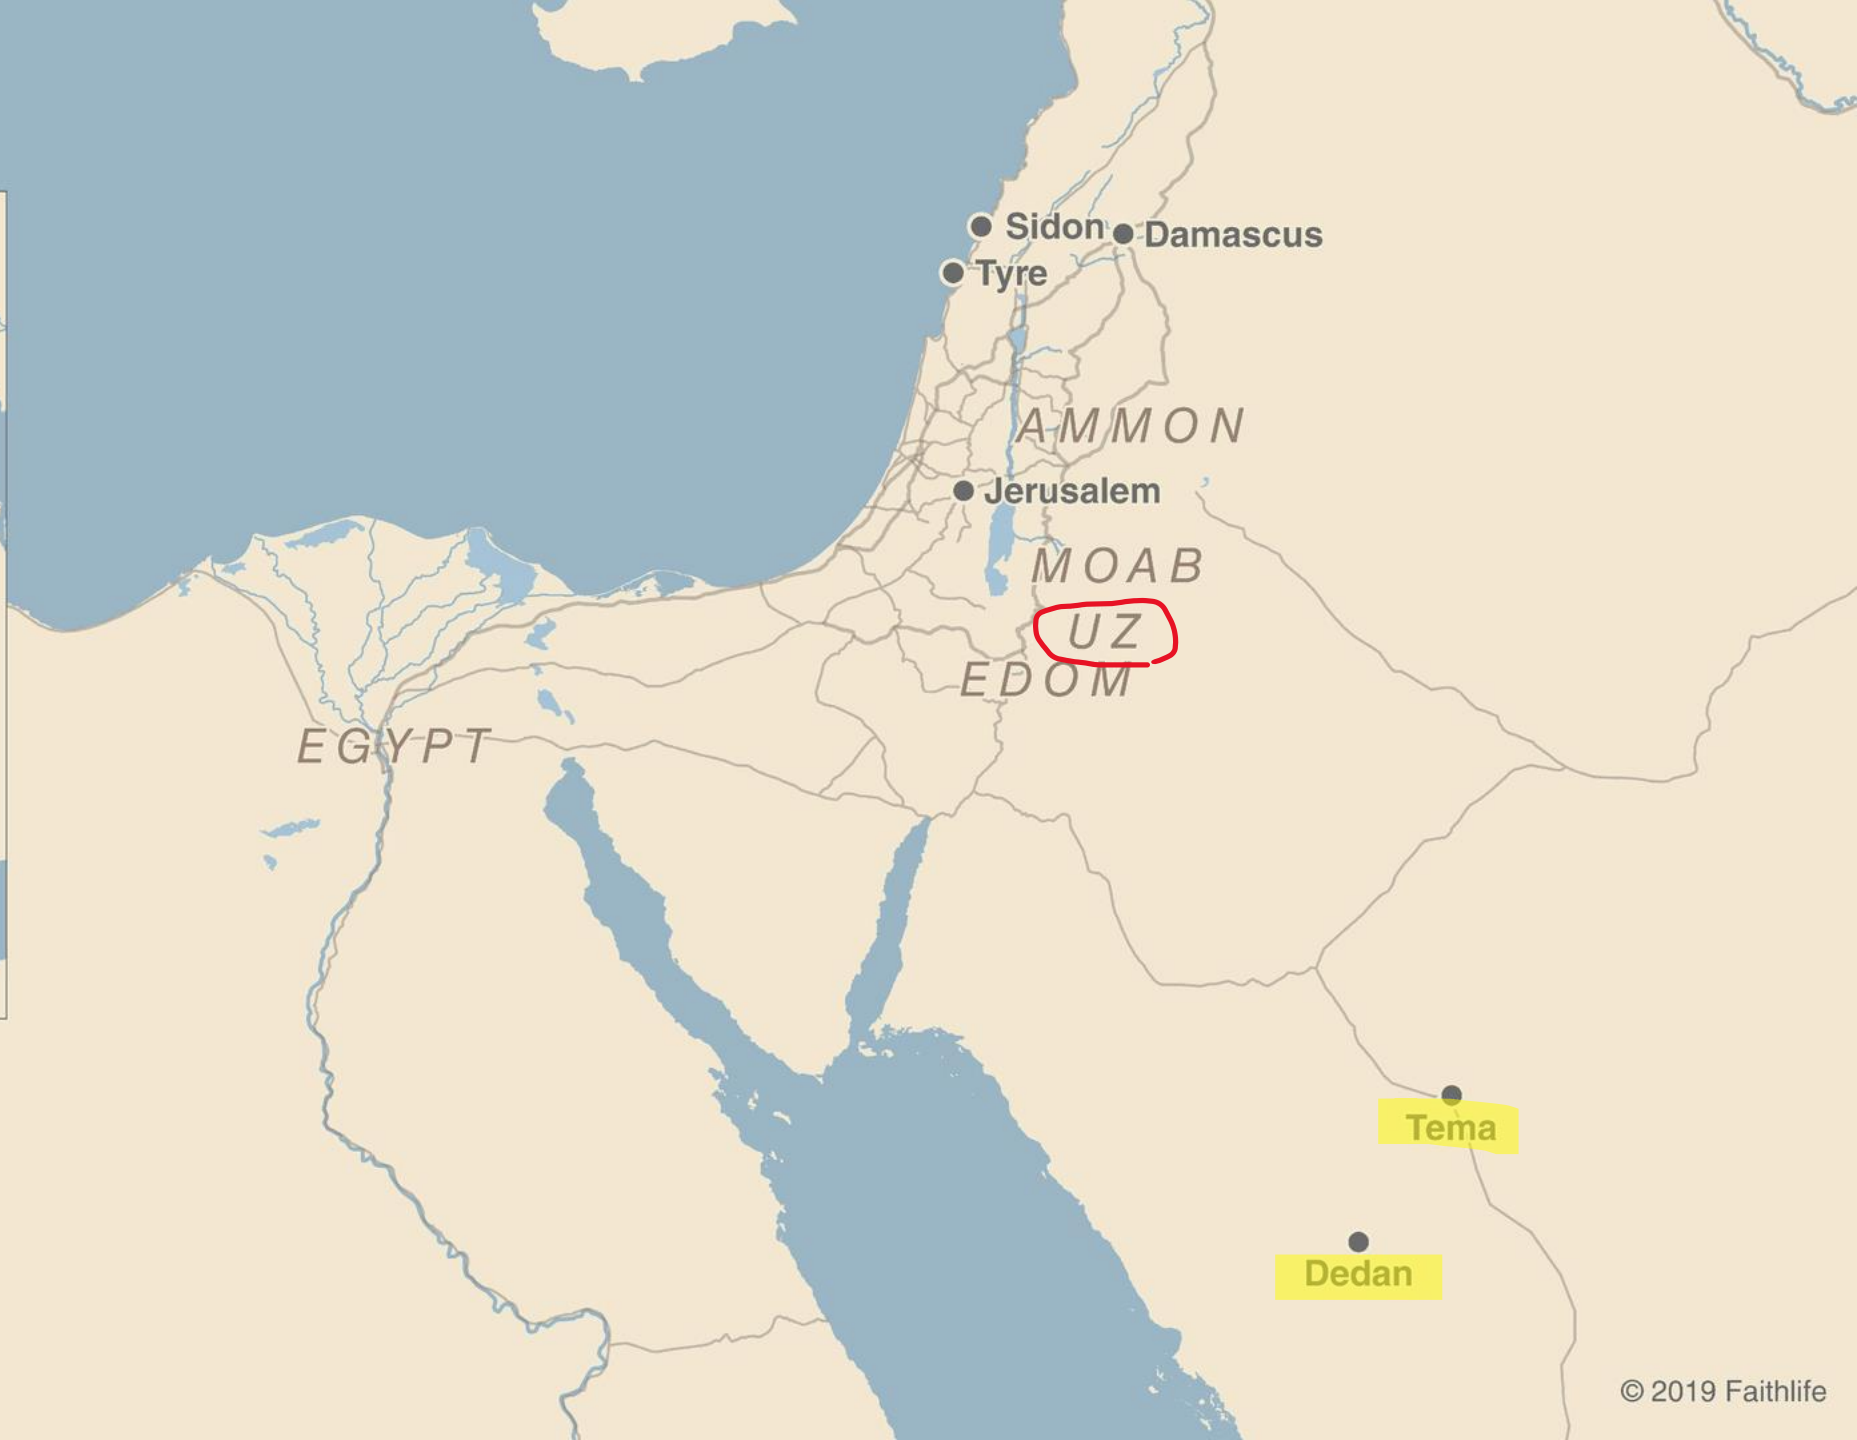 Sidon
Damascus
Tyre
AMMON
Jerusalem
MOAB
UZ
EDOM
EGYPT
Tema
Dedan
© 2019 Faithlife